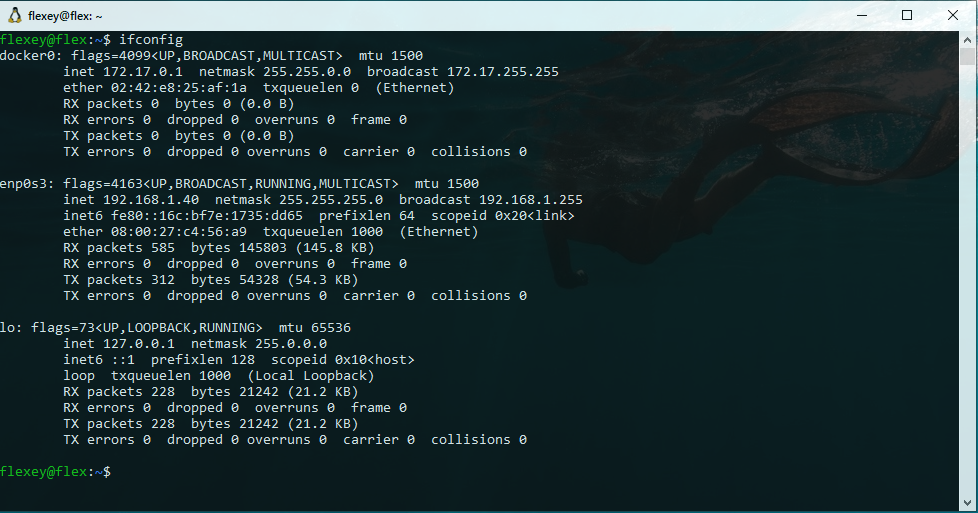 flexey@flex: ~
flexey@flex:~$ ifconfig
docker0: flags=4099<UP,BROADCAST,MULTICAST>  mtu 1500
        inet 172.17.0.1  netmask 255.255.0.0  broadcast 172.17.255.255
        ether 02:42:e8:25:af:1a  txqueuelen 0  (Ethernet)
        RX packets 0  bytes 0 (0.0 B)
        RX errors 0  dropped 0  overruns 0  frame 0
        TX packets 0  bytes 0 (0.0 B)
        TX errors 0  dropped 0 overruns 0  carrier 0  collisions 0

enp0s3: flags=4163<UP,BROADCAST,RUNNING,MULTICAST>  mtu 1500
        inet 192.168.1.40  netmask 255.255.255.0  broadcast 192.168.1.255
        inet6 fe80::16c:bf7e:1735:dd65  prefixlen 64  scopeid 0x20<link>
        ether 08:00:27:c4:56:a9  txqueuelen 1000  (Ethernet)
        RX packets 585  bytes 145803 (145.8 KB)
        RX errors 0  dropped 0  overruns 0  frame 0
        TX packets 312  bytes 54328 (54.3 KB)
        TX errors 0  dropped 0 overruns 0  carrier 0  collisions 0

lo: flags=73<UP,LOOPBACK,RUNNING>  mtu 65536
        inet 127.0.0.1  netmask 255.0.0.0
        inet6 ::1  prefixlen 128  scopeid 0x10<host>
        loop  txqueuelen 1000  (Local Loopback)
        RX packets 228  bytes 21242 (21.2 KB)
        RX errors 0  dropped 0  overruns 0  frame 0
        TX packets 228  bytes 21242 (21.2 KB)
        TX errors 0  dropped 0 overruns 0  carrier 0  collisions 0

flexey@flex:~$